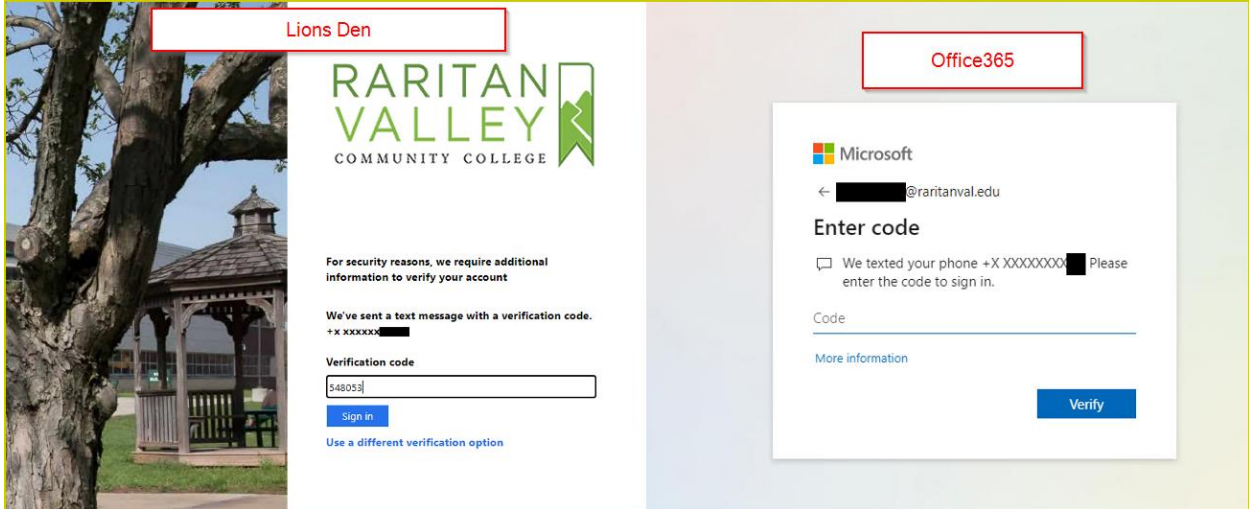 Lions Den
RARITAN
VALLEY
COMMUNITY COLLEGE
For security reasons, we require additional
information to verify your account
We've sent a text message with a verification code.
+x xxxxxx
Verification code
548053
Sign in
Use a different verification option
Office365
Microsoft
@raritanval.edu
Enter code
We texted your phone +X XXXXXXXX Please
enter the code to sign in.
Code
More information
Verify